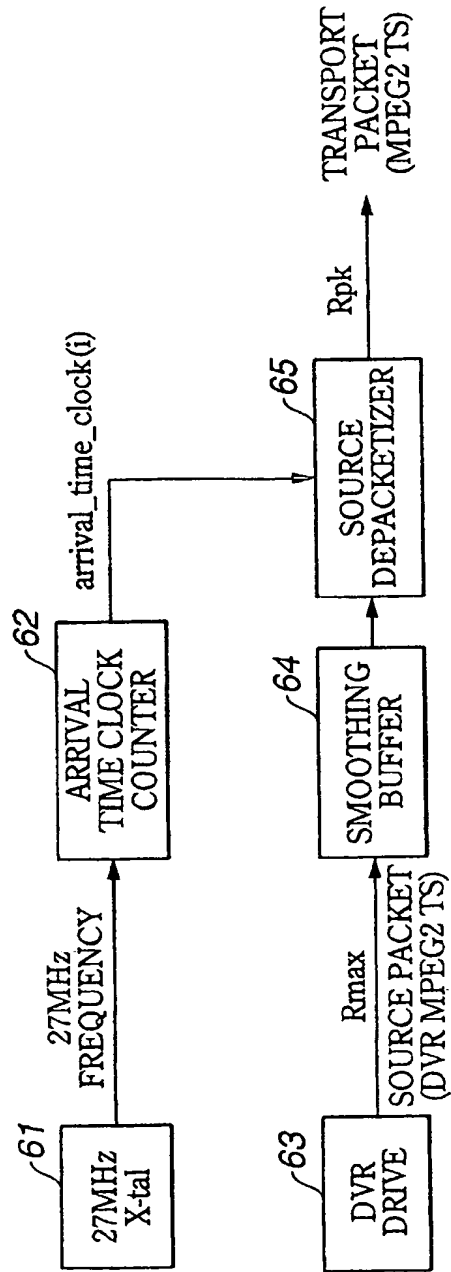 61
27MHz
X-tal
27MHz
FREQUENCY
62
ARRIVAL
TIME CLOCK
COUNTER
arrival_time_clock(i)
63
DVR
DRIVE
Rmax
SOURCE PACKET
(DVR MPEG2 TS)
64
SMOOTHING
BUFFER
65
SOURCE
DEPACKETIZER
Rpk
TRANSPORT
PACKET
(MPEG2 TS)